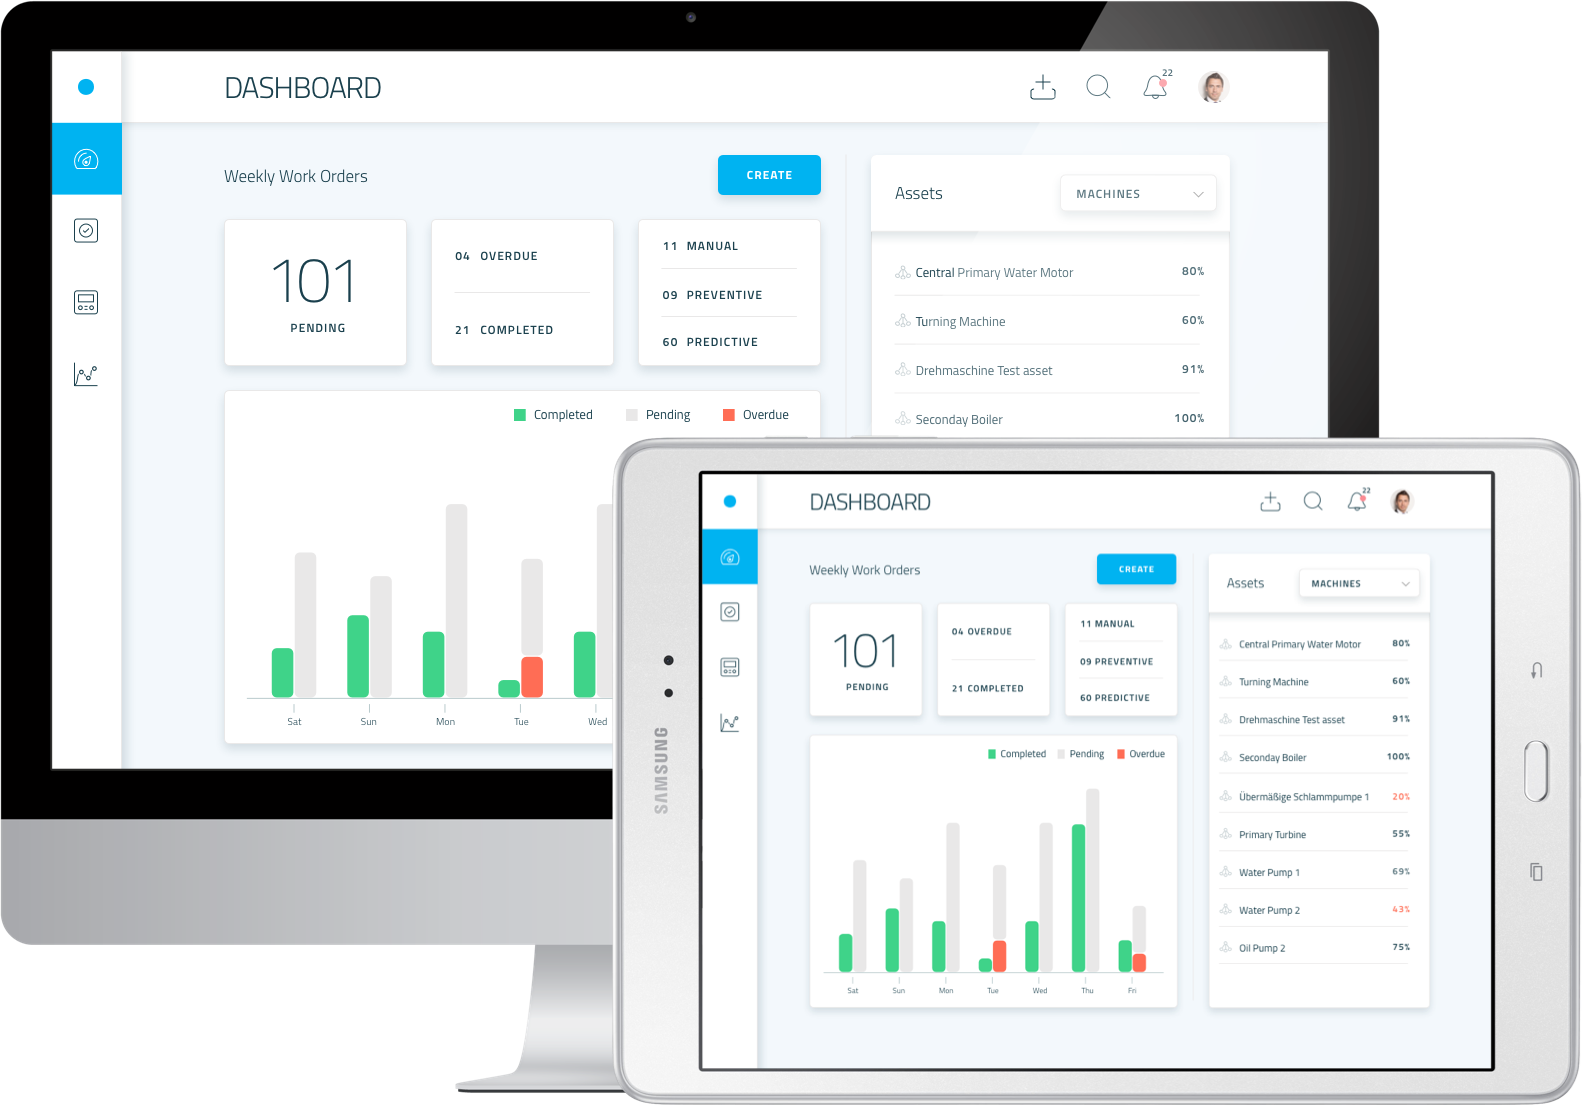 DASHBOARD
22
Weekly Work Orders
CREATE
101
PENDING
04 OVERDUE
21 COMPLETED
11 MANUAL
09 PREVENTIVE
60 PREDICTIVE
Assets
MACHINES
Central Primary Water Motor 80%
Turning Machine 60%
Drehmaschine Test asset 91%
Seconday Boiler 100%
Completed Pending Overdue
Sat Sun Mon Tue Wed
SAMSUNG
DASHBOARD
22
Weekly Work Orders
CREATE
101
PENDING
04 OVERDUE
21 COMPLETED
11 MANUAL
09 PREVENTIVE
60 PREDICTIVE
Completed Pending Overdue
Sat Sun Mon Tue Wed Thu Fri
Assets
MACHINES
Central Primary Water Motor 80%
Turning Machine 60%
Drehmaschine Test asset 91%
Seconday Boiler 100%
Übermäßige Schlammpumpe 1 20%
Primary Turbine 55%
Water Pump 1 69%
Water Pump 2 43%
Oil Pump 2 75%